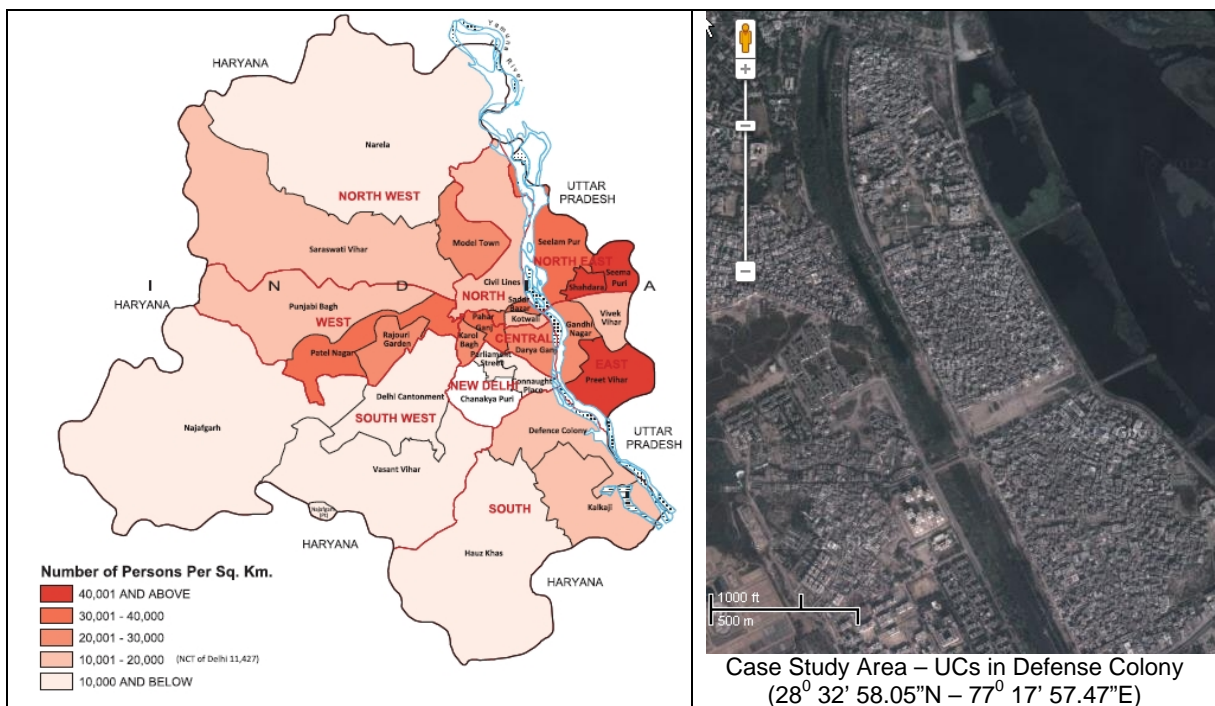 Yamuna River
HARYANA
Narela
UTTAR
PRADESH
NORTH WEST
Model Town
Seelam Pur
NORTH EAST
Seema
Puri
Shahdara
Saraswati Vihar
I N D A
Civil Lines
HARYANA
Punjabi Bagh
NORTH
Sadar
Bazar
Kotwali
Vivek
Vihar
WEST
Pahar
Ganj
Gandhi
Nagar
Rajouri
Garden
Karol
Bagh
CENTRAL
Darya Ganj
Patel Nagar
Parliament
Street
EAST
Preet Vihar
Connaught
Place
NEW DELHI
Delhi Cantonment
Chanakya Puri
SOUTH WEST
Najafgarh
Defence Colony
UTTAR
PRADESH
Vasant Vihar
SOUTH
Kalkaji
Najafgarh
HARYANA
Hauz Khas
HARYANA
Number of Persons Per Sq. Km.
40,001 AND ABOVE
30,001 - 40,000
20,001 - 30,000
10,001 - 20,000 (NCT of Delhi 11,427)
10,000 AND BELOW
1000 ft
500 m
Case Study Area – UCs in Defense Colony
(28⁰ 32’ 58.05”N – 77⁰ 17’ 57.47”E)